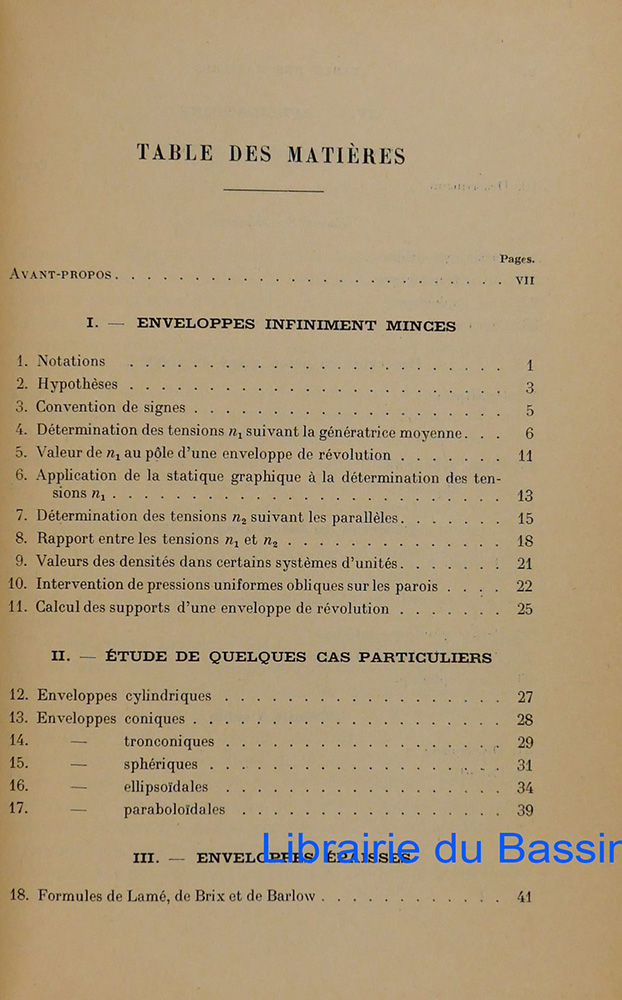 TABLE DES MATIÈRES
Pages.
AVANT-PROPOS. . . . . . . . . . . . . . . . . . . . . . . . . VII
I. — ENVELOPPES INFINIMENT MINCES
1. Notations . . . . . . . . . . . . . . . . . . . . . . . . 1
2. Hypothèses . . . . . . . . . . . . . . . . . . . . . . . . 3
3. Convention de signes . . . . . . . . . . . . . . . . . . . 5
4. Détermination des tensions n₁ suivant la génératrice moyenne. . . 6
5. Valeur de n₁ au pôle d'une enveloppe de révolution . . . . . . . 11
6. Application de la statique graphique à la détermination des ten-
sions n₁ . . . . . . . . . . . . . . . . . . . . . . . . . 13
7. Détermination des tensions n₂ suivant les parallèles. . . . . . . 15
8. Rapport entre les tensions n₁ et n₂ . . . . . . . . . . . . . . 18
9. Valeurs des densités dans certains systèmes d'unités. . . . . . . 21
10. Intervention de pressions uniformes obliques sur les parois . . . . 22
11. Calcul des supports d'une enveloppe de révolution . . . . . . . 25
II. — ÉTUDE DE QUELQUES CAS PARTICULIERS
12. Enveloppes cylindriques . . . . . . . . . . . . . . . . . . 27
13. Enveloppes coniques . . . . . . . . . . . . . . . . . . . . 28
14. — tronconiques . . . . . . . . . . . . . . . . . . 29
15. — sphériques . . . . . . . . . . . . . . . . . . . 31
16. — ellipsoïdales . . . . . . . . . . . . . . . . . . 34
17. — paraboloïdales . . . . . . . . . . . . . . . . . 39
III. — ENVELOPPES ÉPAISSES
Librairie du Bassin
18. Formules de Lamé, de Brix et de Barlow . . . . . . . . . . . . 41